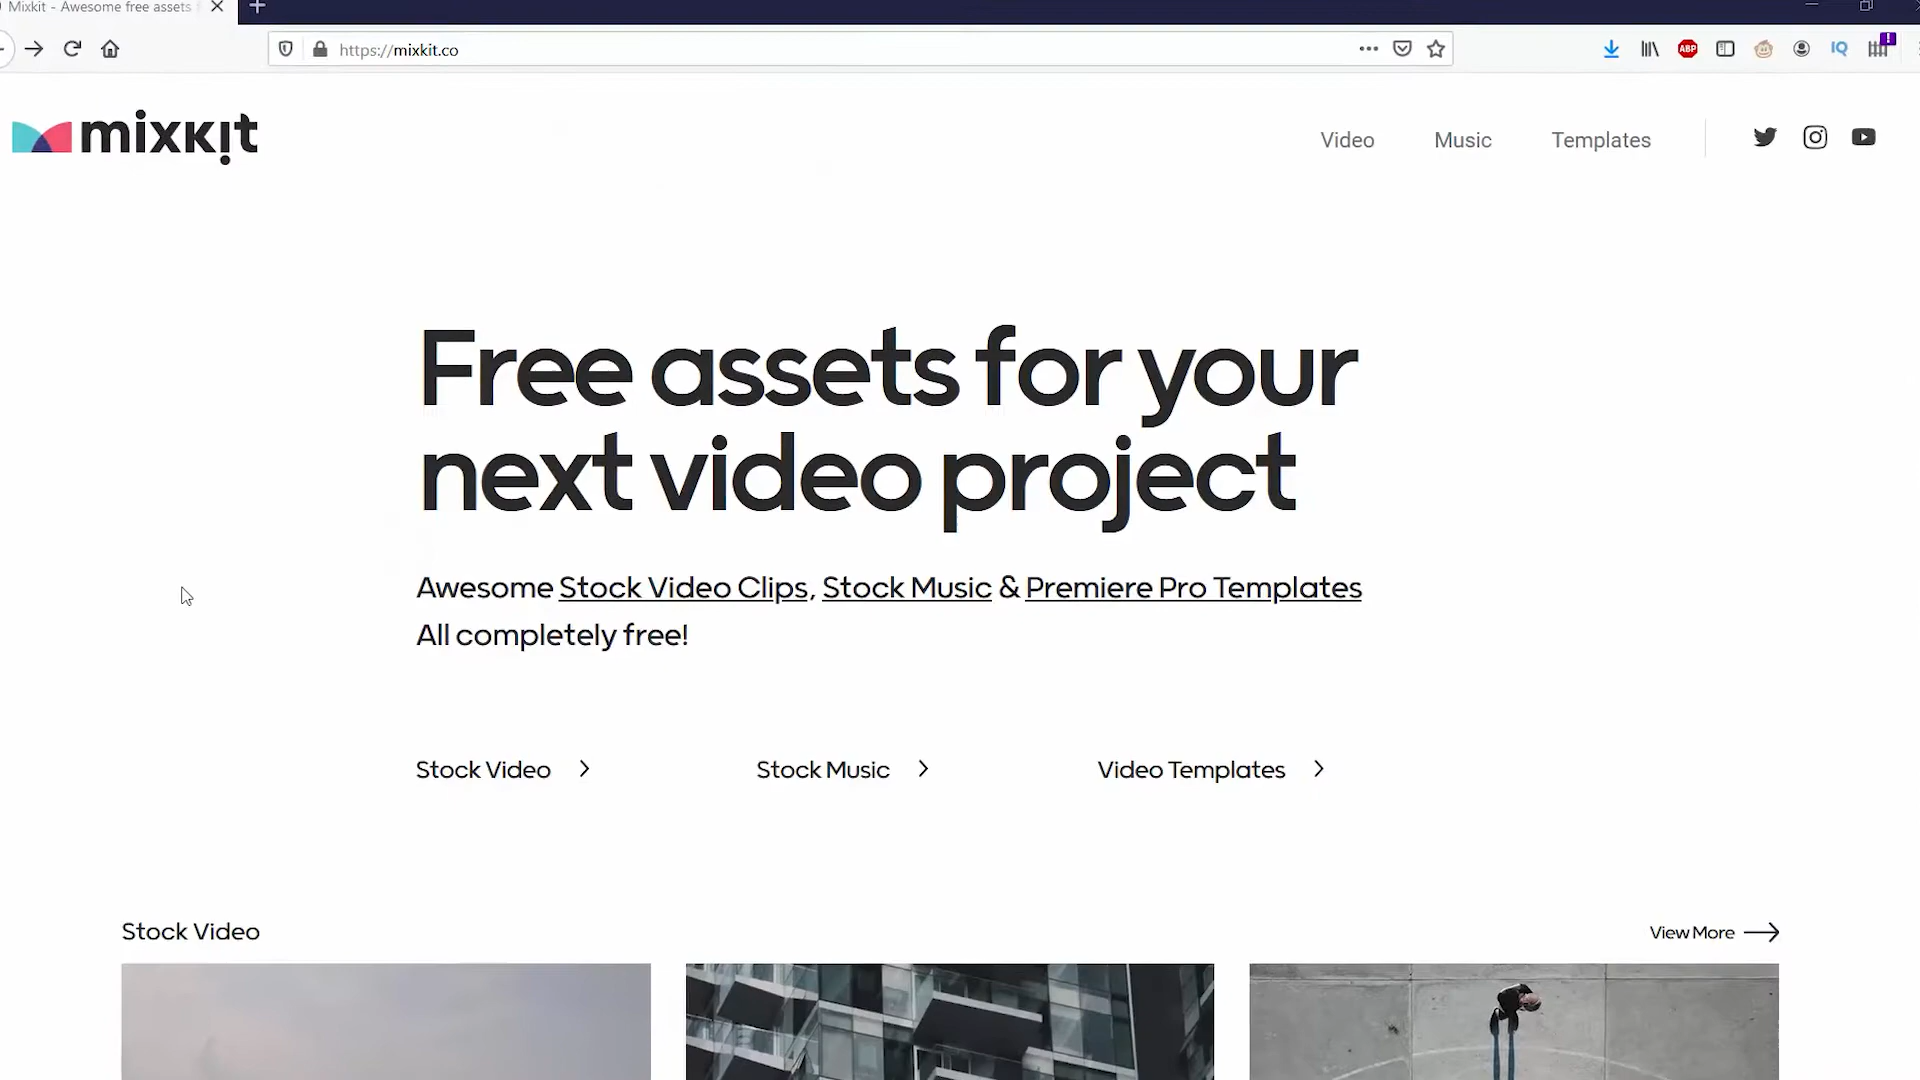 Mixkit - Awesome free assets
https://mixkit.co
ABP
IQ
!
mixkit
Video
Music
Templates
Free assets for your
next video project
Awesome Stock Video Clips, Stock Music & Premiere Pro Templates
All completely free!
Stock Video
Stock Music
Video Templates
Stock Video
View More